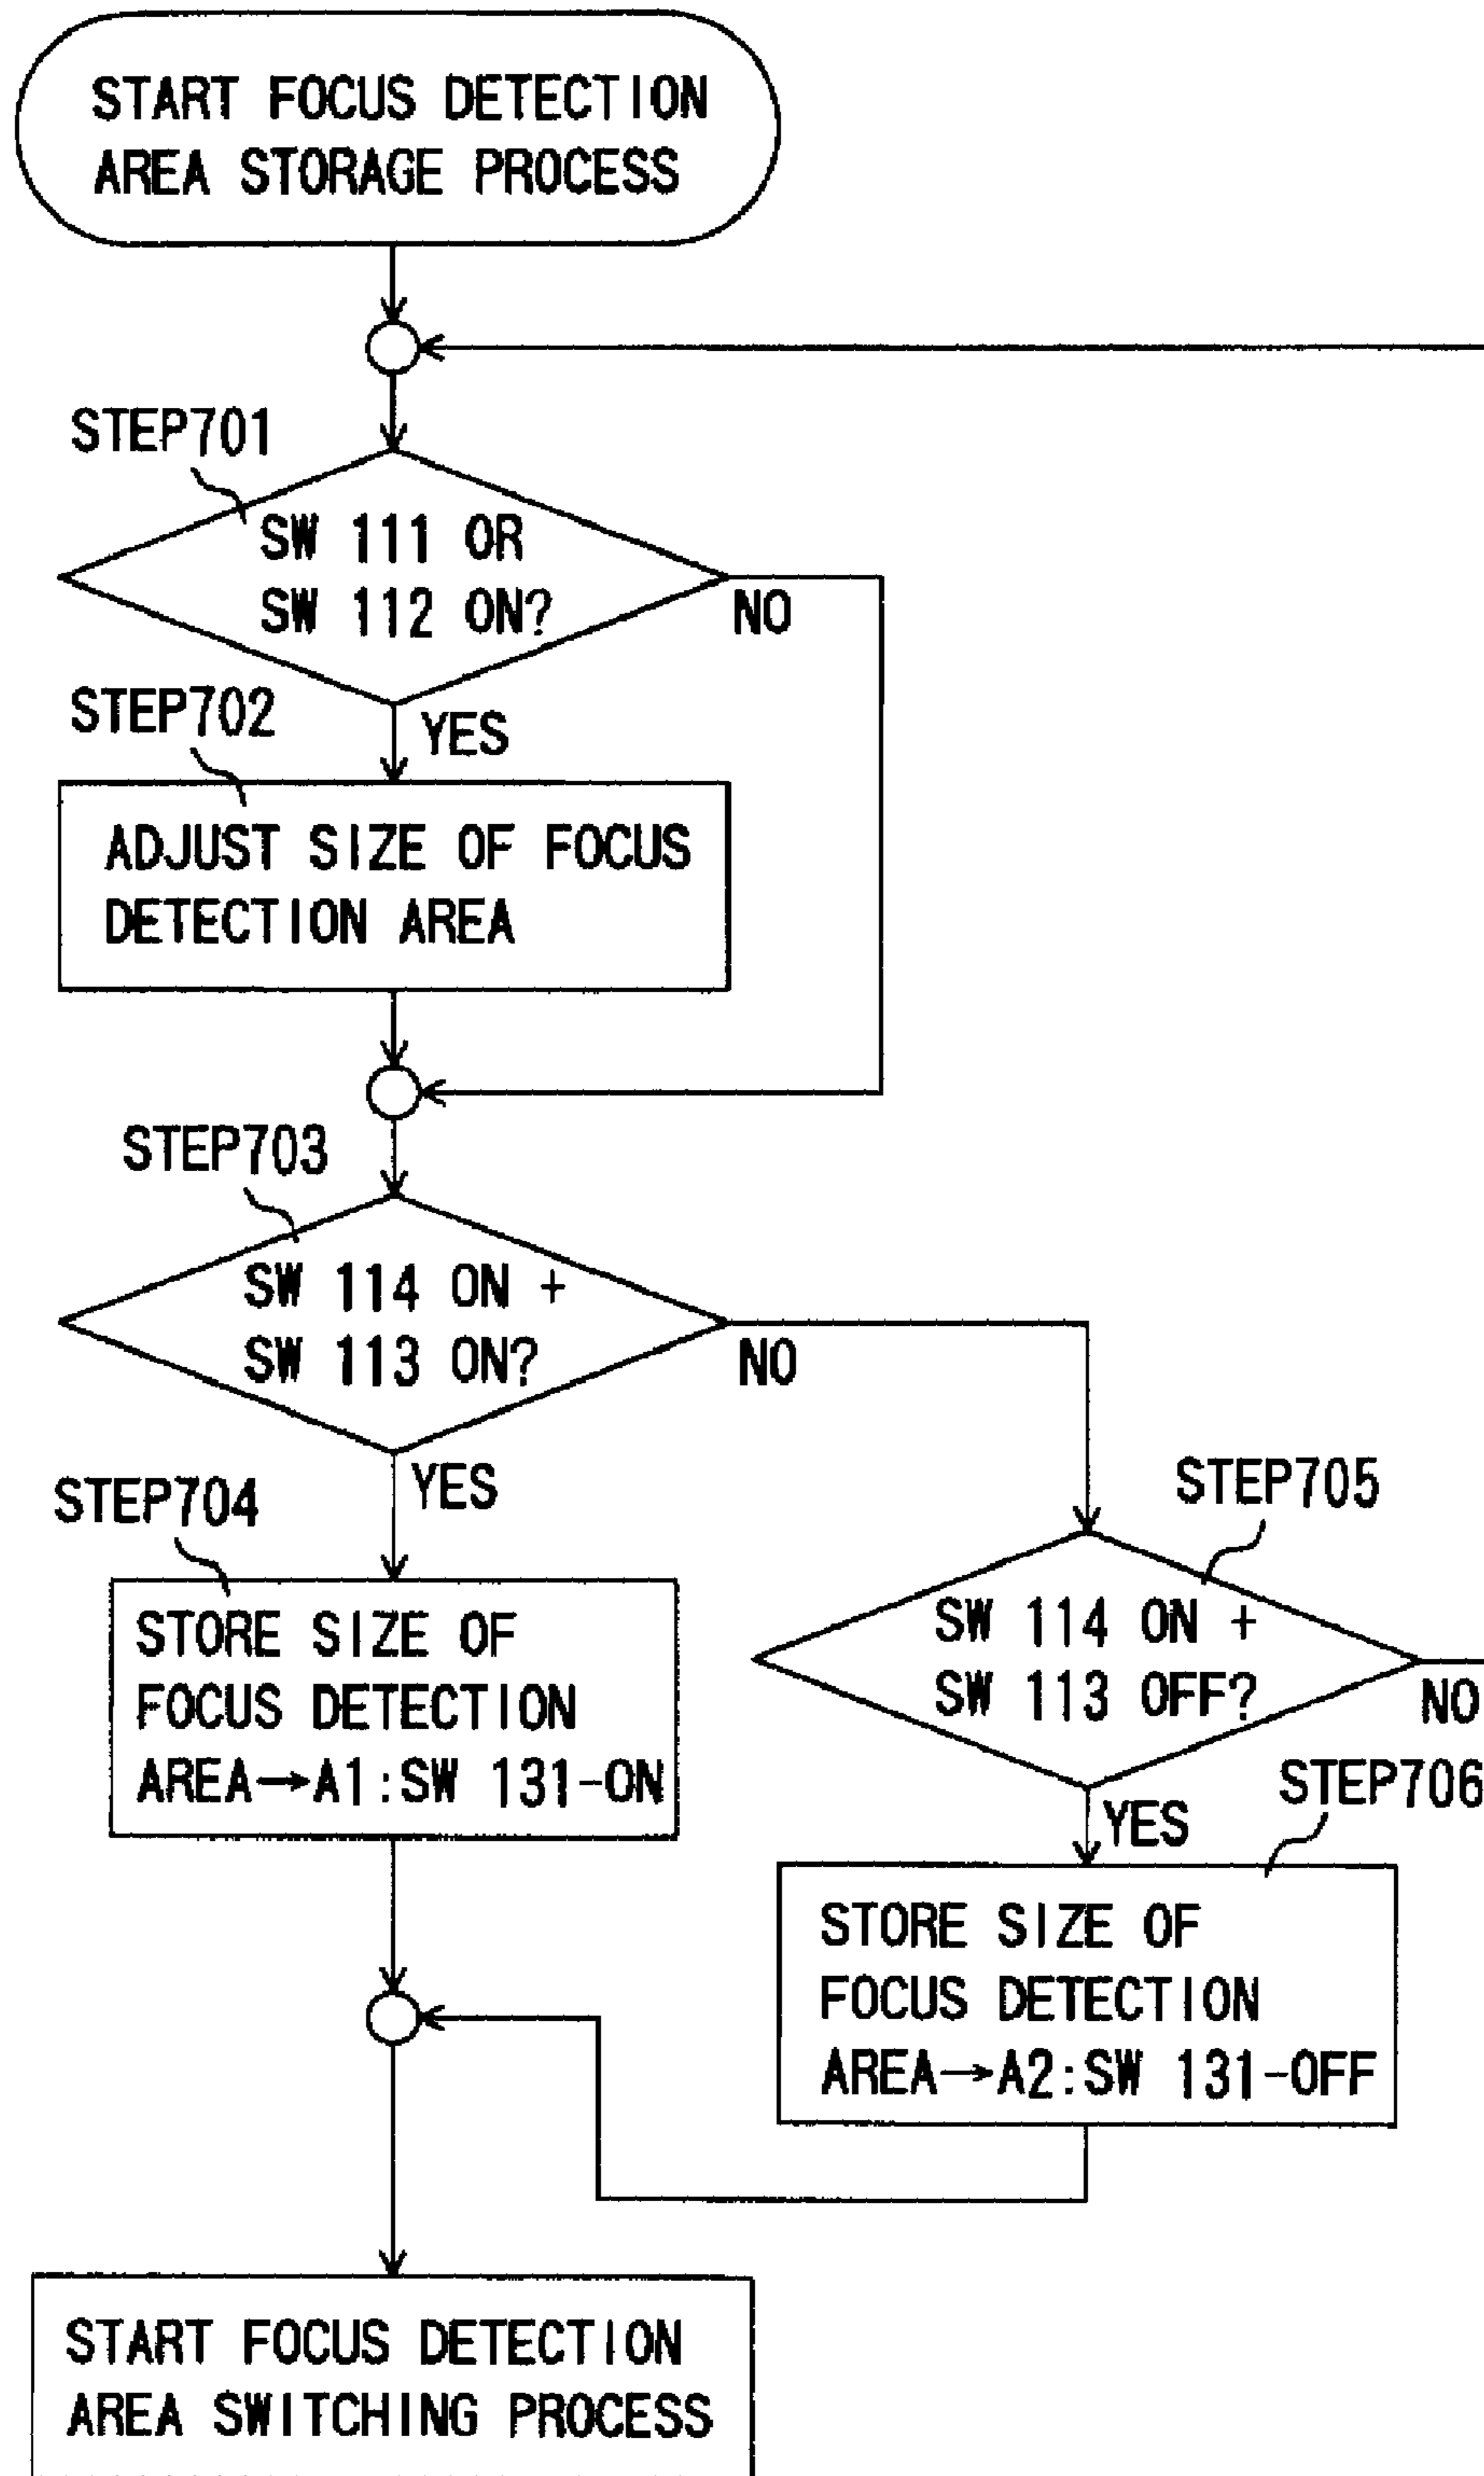 START FOCUS DETECTION
AREA STORAGE PROCESS
STEP701
SW 111 OR
SW 112 ON?
NO
STEP702
YES
ADJUST SIZE OF FOCUS
DETECTION AREA
STEP703
SW 114 ON +
SW 113 ON?
NO
STEP704
YES
STORE SIZE OF
FOCUS DETECTION
AREA→A1:SW 131-ON
STEP705
SW 114 ON +
SW 113 OFF?
NO
STEP706
YES
STORE SIZE OF
FOCUS DETECTION
AREA→A2:SW 131-OFF
START FOCUS DETECTION
AREA SWITCHING PROCESS